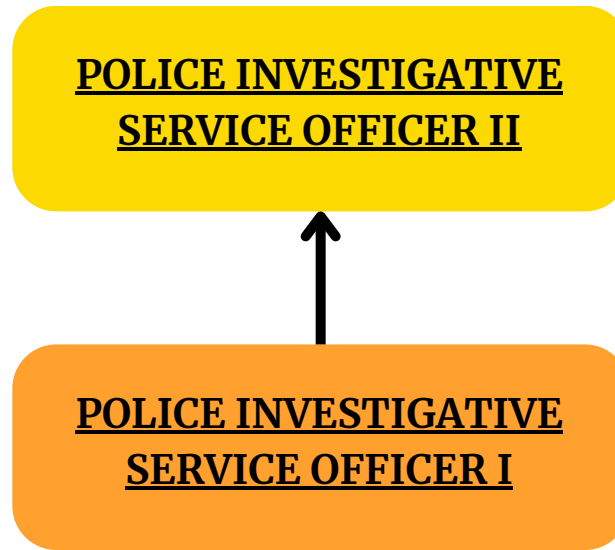 POLICE INVESTIGATIVE
SERVICE OFFICER II
POLICE INVESTIGATIVE
SERVICE OFFICER I